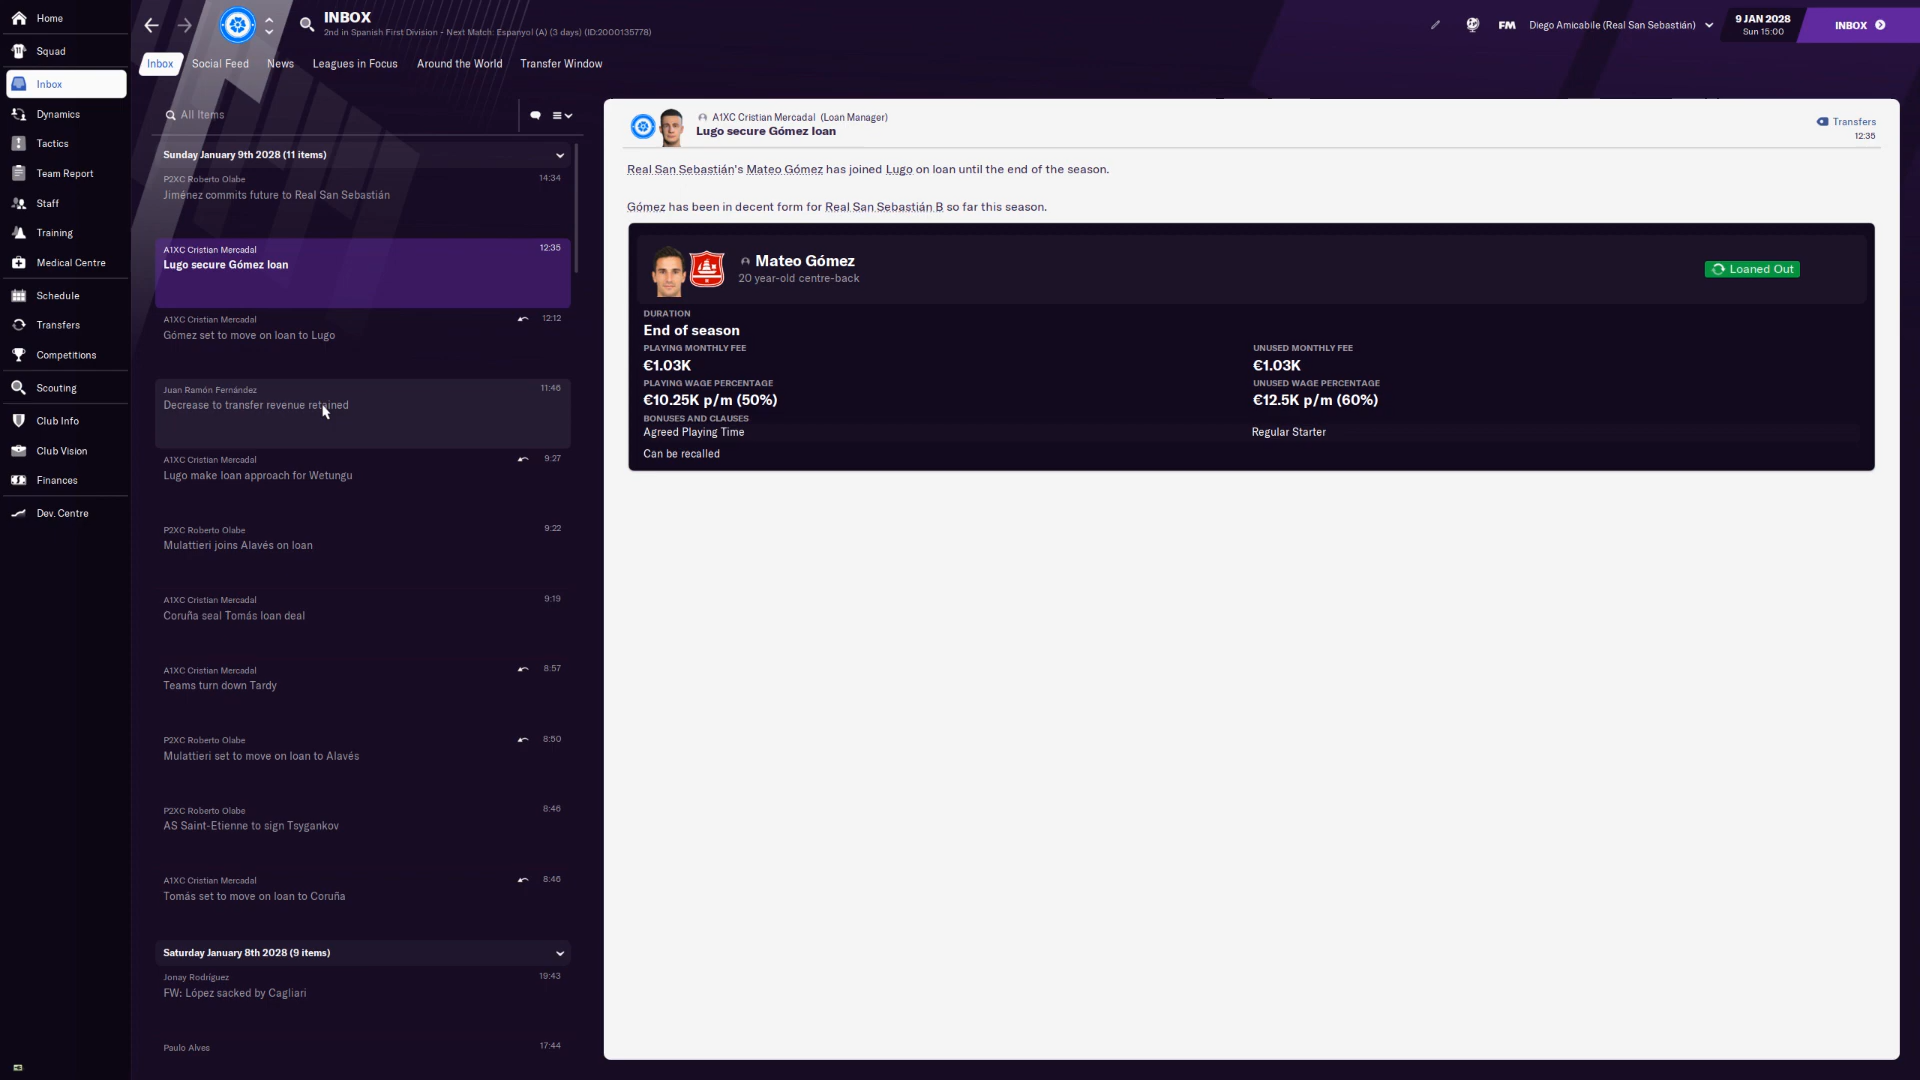 Home
Squad
Inbox
Dynamics
Tactics
Team Report
Staff
Training
Medical Centre
Schedule
Transfers
Competitions
Scouting
Club Info
Club Vision
Finances
Dev. Centre
INBOX
2nd in Spanish First Division - Next Match: Espanyol (A) (3 days) (ID:2000135778)
FM
Diego Amicabile (Real San Sebastián)
9 JAN 2028
Sun 15:00
INBOX
Inbox
Social Feed
News
Leagues in Focus
Around the World
Transfer Window
All Items
Sunday January 9th 2028 (11 items)
P2XC Roberto Olabe
14:34
Jiménez commits future to Real San Sebastián
A1XC Cristian Mercadal
12:35
Lugo secure Gómez loan
A1XC Cristian Mercadal
12:12
Gómez set to move on loan to Lugo
Juan Ramón Fernández
11:46
Decrease to transfer revenue retained
A1XC Cristian Mercadal
9:27
Lugo make loan approach for Wetungu
P2XC Roberto Olabe
9:22
Mulattieri joins Alavés on loan
A1XC Cristian Mercadal
9:19
Coruña seal Tomás loan deal
A1XC Cristian Mercadal
8:57
Teams turn down Tardy
P2XC Roberto Olabe
8:50
Mulattieri set to move on loan to Alavés
P2XC Roberto Olabe
8:46
AS Saint-Etienne to sign Tsygankov
A1XC Cristian Mercadal
8:46
Tomás set to move on loan to Coruña
Saturday January 8th 2028 (9 items)
Jonay Rodríguez
19:43
FW: López sacked by Cagliari
Paulo Alves
17:44
A1XC Cristian Mercadal (Loan Manager)
Lugo secure Gómez loan
Transfers
12:35
Real San Sebastián's Mateo Gómez has joined Lugo on loan until the end of the season.
Gómez has been in decent form for Real San Sebastián B so far this season.
Mateo Gómez
20 year-old centre-back
Loaned Out
DURATION
End of season
PLAYING MONTHLY FEE
€1.03K
UNUSED MONTHLY FEE
€1.03K
PLAYING WAGE PERCENTAGE
€10.25K p/m (50%)
UNUSED WAGE PERCENTAGE
€12.5K p/m (60%)
BONUSES AND CLAUSES
Agreed Playing Time
Regular Starter
Can be recalled